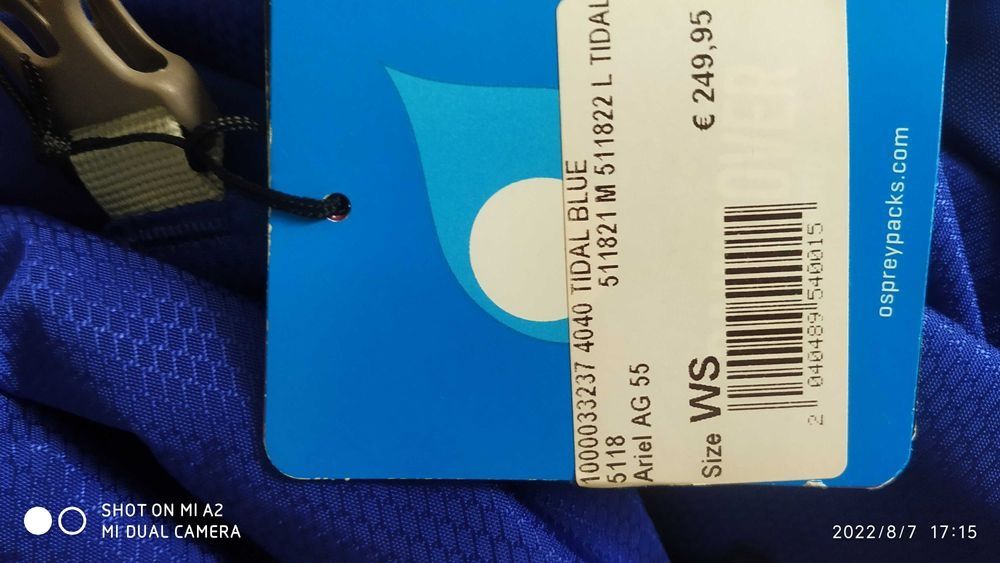 1000033237 4040 TIDAL BLUE
5118 511821 M 511822 L TIDAL
Ariel AG 55
Size WS € 249,95
2 040489 540015
ospreypacks.com
SHOT ON MI A2
MI DUAL CAMERA
2022/8/7 17:15